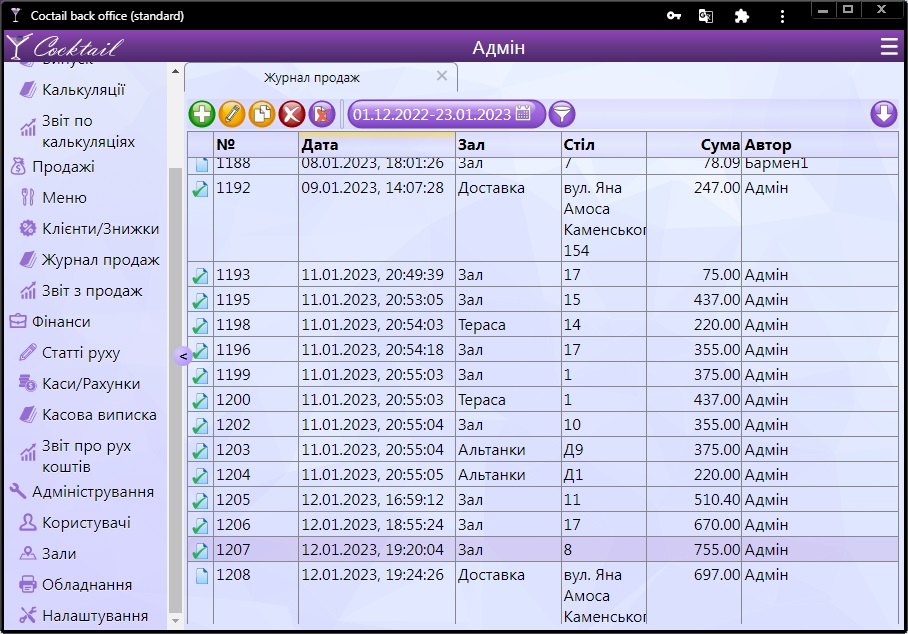 Coctail back office (standard)
Cocktail
Адмін
Випуск
Калькуляції
Звіт по
калькуляціях
Продажі
Меню
Клієнти/Знижки
Журнал продаж
Звіт з продаж
Фінанси
Статті руху
Каси/Рахунки
Касова виписка
Звіт про рух
коштів
Адміністрування
Користувачі
Зали
Обладнання
Налаштування
<
Журнал продаж
01.12.2022-23.01.2023
№ Дата Зал Стіл Сума Автор
1188 08.01.2023, 18:01:26 Зал 7 78.09 Бармен1
1192 09.01.2023, 14:07:28 Доставка вул. Яна 247.00 Адмін
Амоса
Каменськог
154
1193 11.01.2023, 20:49:39 Зал 17 75.00 Адмін
1195 11.01.2023, 20:53:05 Зал 15 437.00 Адмін
1198 11.01.2023, 20:54:03 Тераса 14 220.00 Адмін
1196 11.01.2023, 20:54:18 Зал 17 355.00 Адмін
1199 11.01.2023, 20:55:03 Зал 1 375.00 Адмін
1200 11.01.2023, 20:55:03 Тераса 1 437.00 Адмін
1202 11.01.2023, 20:55:04 Зал 10 355.00 Адмін
1203 11.01.2023, 20:55:04 Альтанки Д9 375.00 Адмін
1204 11.01.2023, 20:55:05 Альтанки Д1 220.00 Адмін
1205 12.01.2023, 16:59:12 Зал 11 510.40 Адмін
1206 12.01.2023, 18:55:24 Зал 17 670.00 Адмін
1207 12.01.2023, 19:20:04 Зал 8 755.00 Адмін
1208 12.01.2023, 19:24:26 Доставка вул. Яна 697.00 Адмін
Амоса
Каменськог